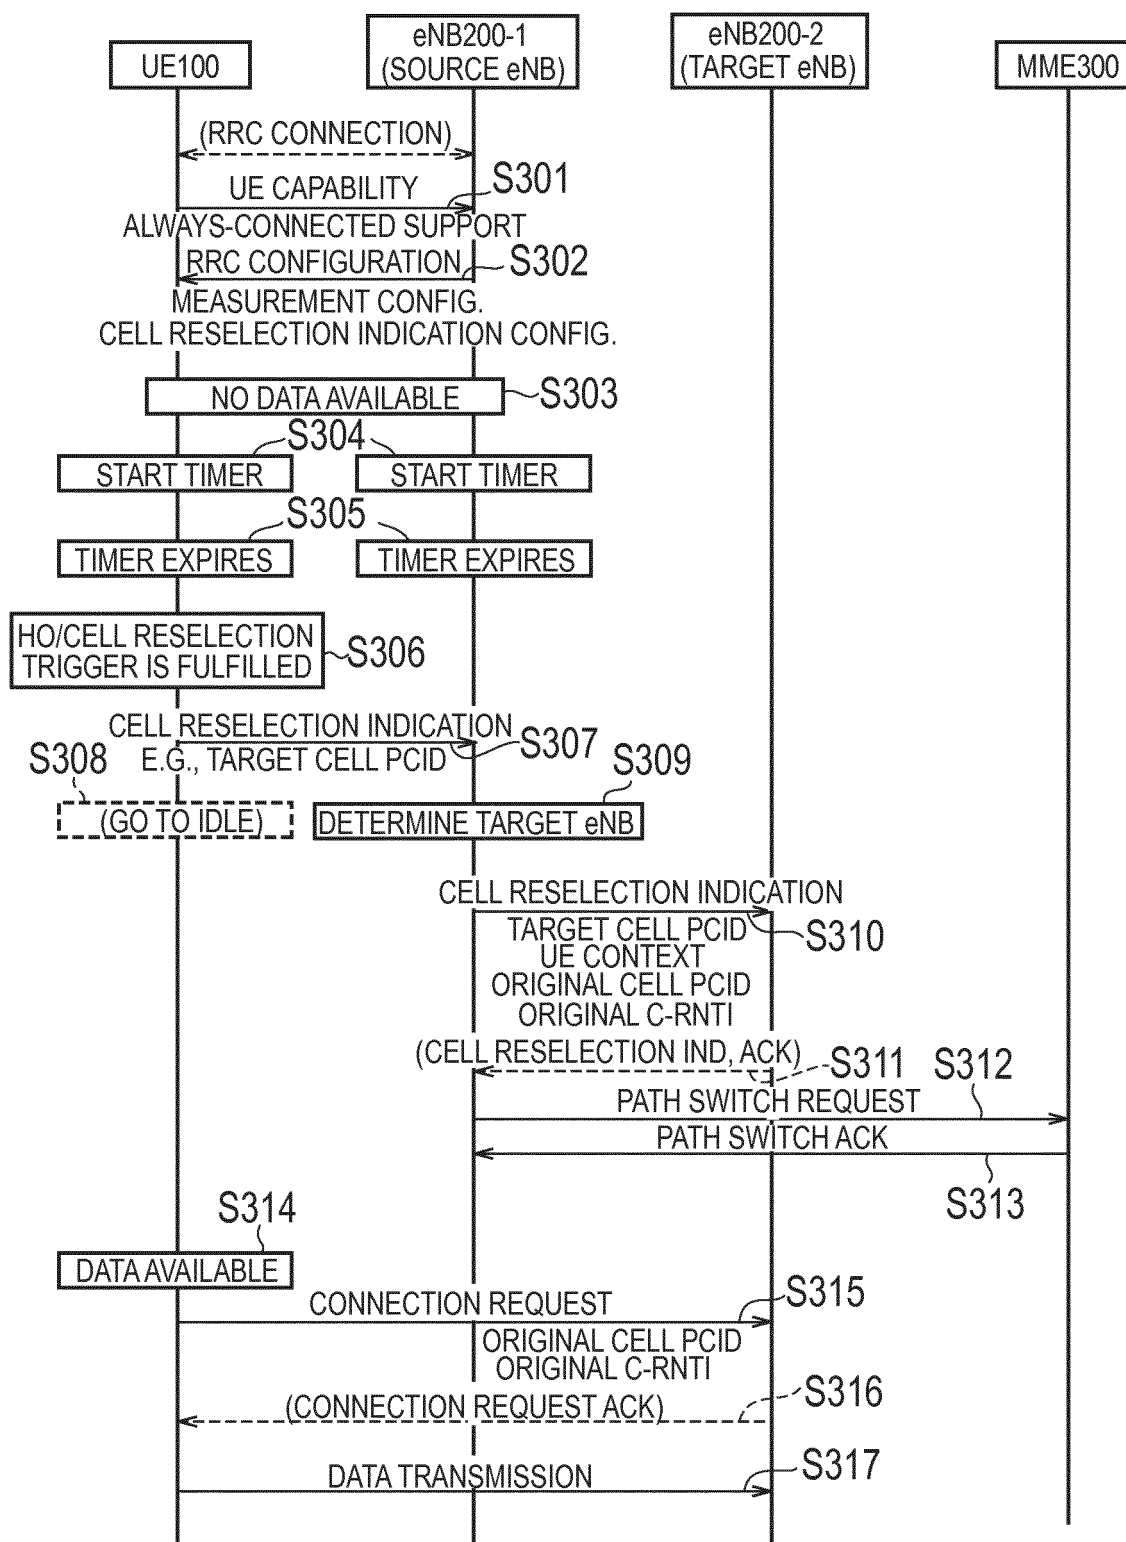 UE100
eNB200-1
(SOURCE eNB)
eNB200-2
(TARGET eNB)
MME300
(RRC CONNECTION)
UE CAPABILITY
S301
ALWAYS-CONNECTED SUPPORT
RRC CONFIGURATION
S302
MEASUREMENT CONFIG.
CELL RESELECTION INDICATION CONFIG.
NO DATA AVAILABLE
S303
S304
START TIMER
START TIMER
S305
TIMER EXPIRES
TIMER EXPIRES
HO/CELL RESELECTION
TRIGGER IS FULFILLED
S306
CELL RESELECTION INDICATION
S307
E.G., TARGET CELL PCID
S308
(GO TO IDLE)
S309
DETERMINE TARGET eNB
CELL RESELECTION INDICATION
S310
TARGET CELL PCID
UE CONTEXT
ORIGINAL CELL PCID
ORIGINAL C-RNTI
(CELL RESELECTION IND, ACK)
S311
S312
PATH SWITCH REQUEST
PATH SWITCH ACK
S313
S314
DATA AVAILABLE
CONNECTION REQUEST
S315
ORIGINAL CELL PCID
ORIGINAL C-RNTI
(CONNECTION REQUEST ACK)
S316
DATA TRANSMISSION
S317